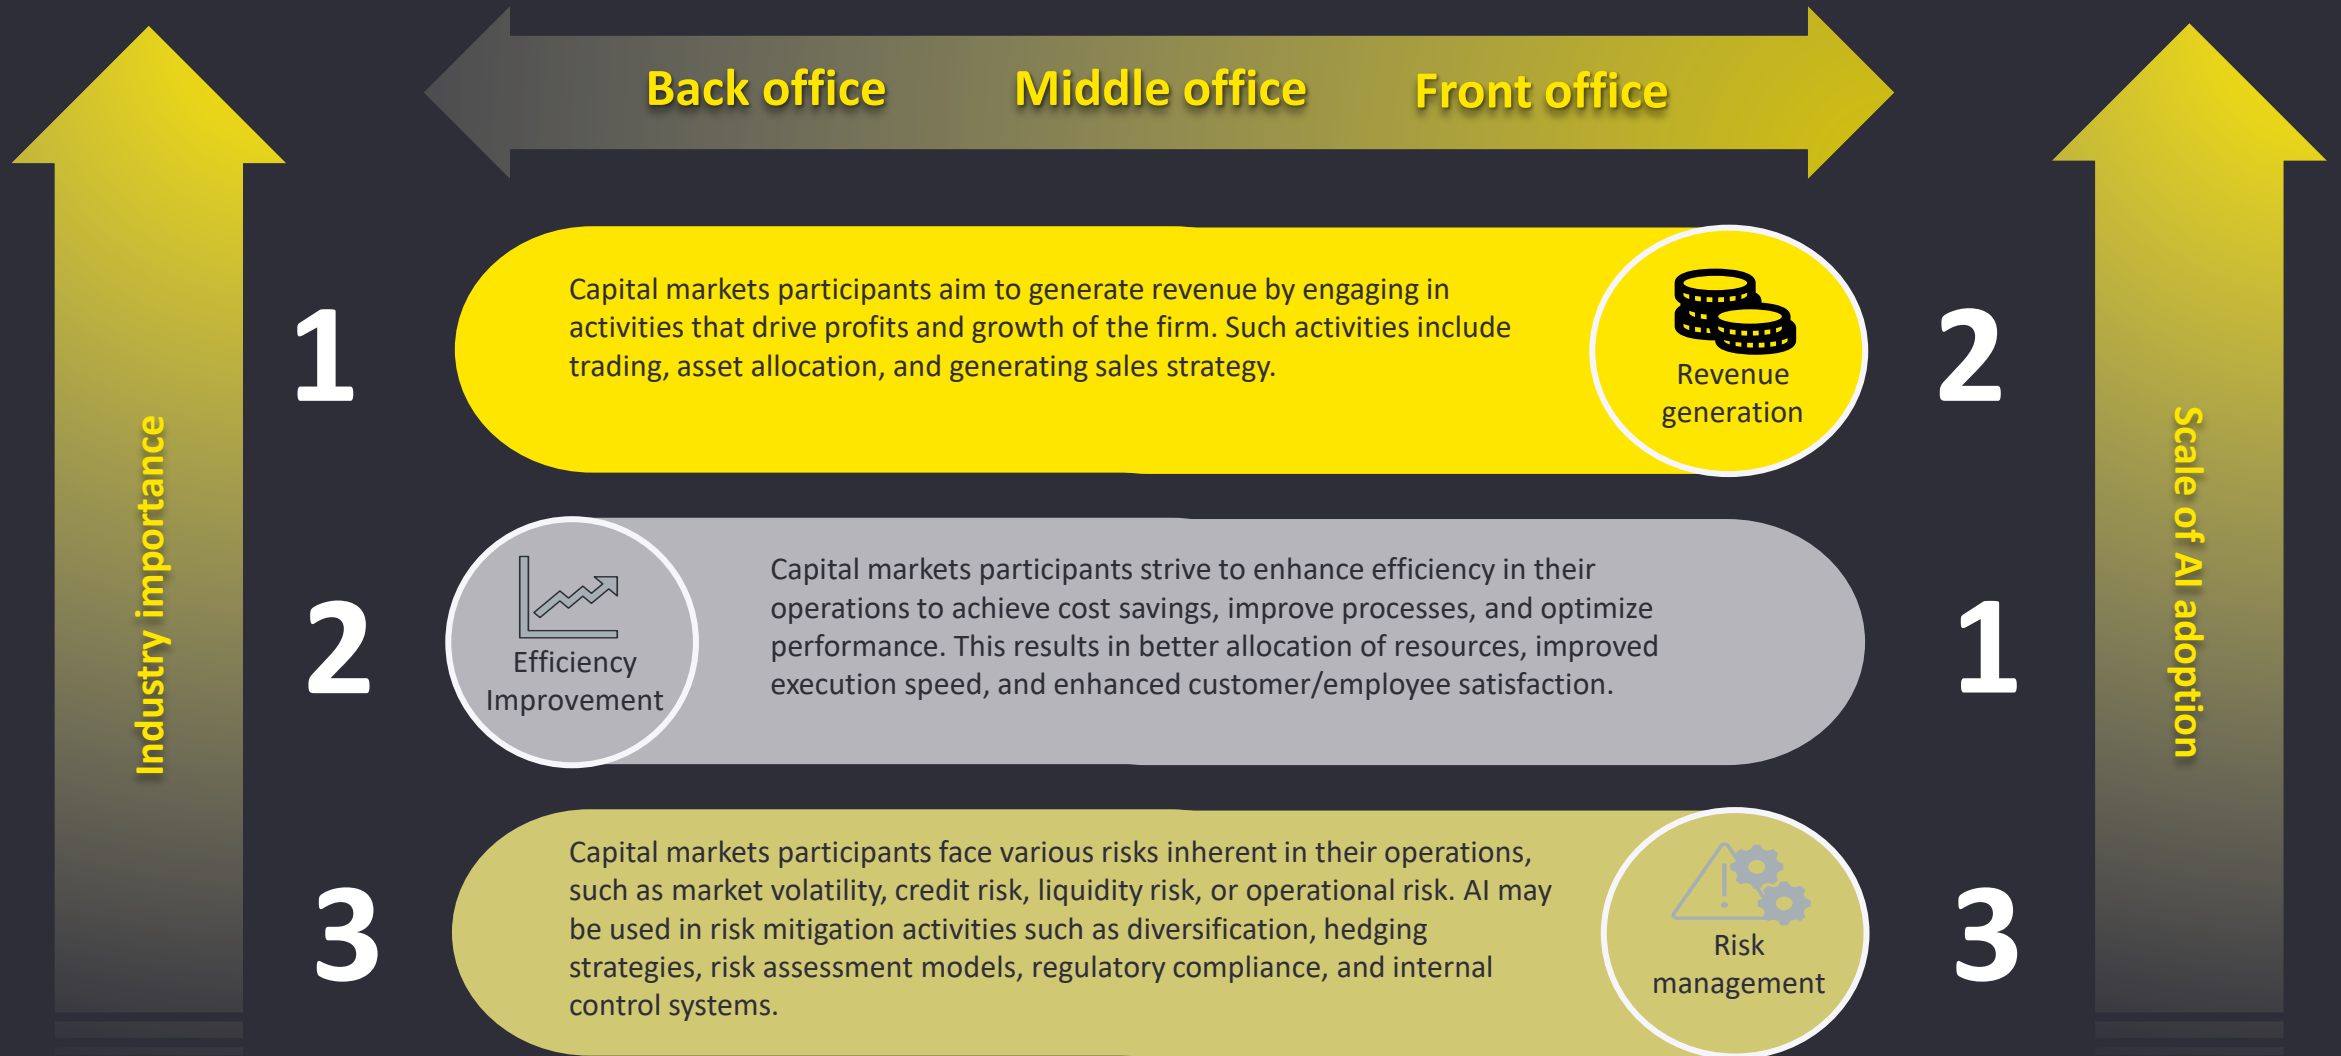 Back office
Middle office
Front office
Industry importance
1
Capital markets participants aim to generate revenue by engaging in
activities that drive profits and growth of the firm. Such activities include
trading, asset allocation, and generating sales strategy.
Revenue
generation
2
Scale of AI adoption
2
Efficiency
Improvement
Capital markets participants strive to enhance efficiency in their
operations to achieve cost savings, improve processes, and optimize
performance. This results in better allocation of resources, improved
execution speed, and enhanced customer/employee satisfaction.
1
3
Capital markets participants face various risks inherent in their operations,
such as market volatility, credit risk, liquidity risk, or operational risk. AI may
be used in risk mitigation activities such as diversification, hedging
strategies, risk assessment models, regulatory compliance, and internal
control systems.
Risk
management
3